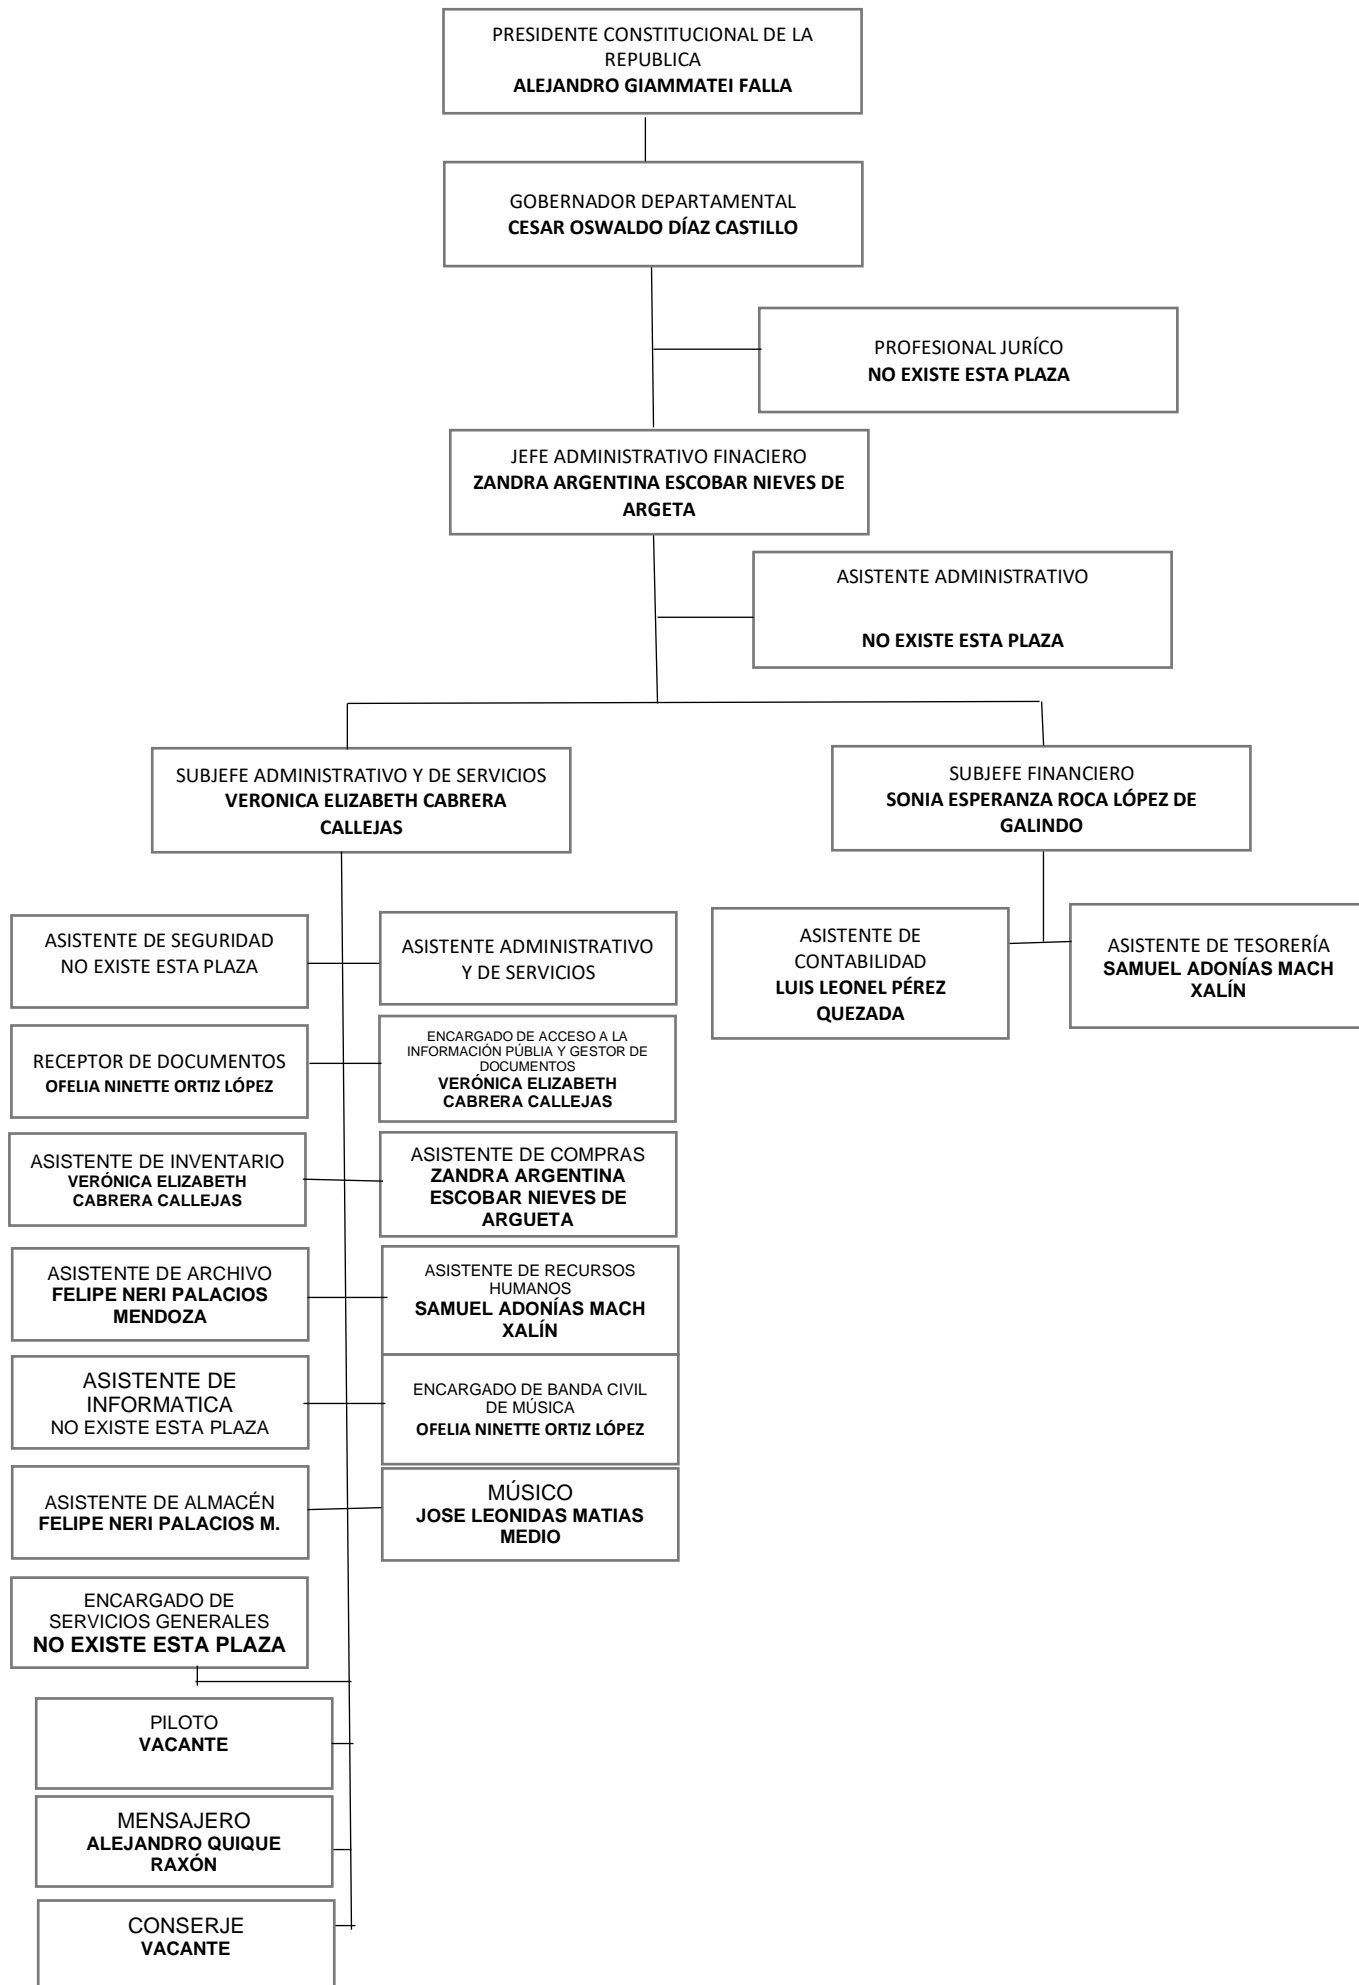 PRESIDENTE CONSTITUCIONAL DE LA
REPUBLICA
ALEJANDRO GIAMMATEI FALLA
GOBERNADOR DEPARTAMENTAL
CESAR OSWALDO DÍAZ CASTILLO
PROFESIONAL JURÍCO
NO EXISTE ESTA PLAZA
JEFE ADMINISTRATIVO FINACIERO
ZANDRA ARGENTINA ESCOBAR NIEVES DE
ARGETA
ASISTENTE ADMINISTRATIVO
NO EXISTE ESTA PLAZA
SUBJEFE ADMINISTRATIVO Y DE SERVICIOS
VERONICA ELIZABETH CABRERA
CALLEJAS
SUBJEFE FINANCIERO
SONIA ESPERANZA ROCA LÓPEZ DE
GALINDO
ASISTENTE DE SEGURIDAD
NO EXISTE ESTA PLAZA
ASISTENTE ADMINISTRATIVO
Y DE SERVICIOS
ASISTENTE DE
CONTABILIDAD
LUIS LEONEL PÉREZ
QUEZADA
ASISTENTE DE TESORERÍA
SAMUEL ADONÍAS MACH
XALÍN
RECEPTOR DE DOCUMENTOS
OFELIA NINETTE ORTIZ LÓPEZ
ENCARGADO DE ACCESO A LA
INFORMACIÓN PÚBLIA Y GESTOR DE
DOCUMENTOS
VERÓNICA ELIZABETH
CABRERA CALLEJAS
ASISTENTE DE INVENTARIO
VERÓNICA ELIZABETH
CABRERA CALLEJAS
ASISTENTE DE COMPRAS
ZANDRA ARGENTINA
ESCOBAR NIEVES DE
ARGUETA
ASISTENTE DE ARCHIVO
FELIPE NERI PALACIOS
MENDOZA
ASISTENTE DE RECURSOS
HUMANOS
SAMUEL ADONÍAS MACH
XALÍN
ASISTENTE DE
INFORMATICA
NO EXISTE ESTA PLAZA
ENCARGADO DE BANDA CIVIL
DE MÚSICA
OFELIA NINETTE ORTIZ LÓPEZ
ASISTENTE DE ALMACÉN
FELIPE NERI PALACIOS M.
MÚSICO
JOSE LEONIDAS MATIAS
MEDIO
ENCARGADO DE
SERVICIOS GENERALES
NO EXISTE ESTA PLAZA
PILOTO
VACANTE
MENSAJERO
ALEJANDRO QUIQUE
RAXÓN
CONSERJE
VACANTE